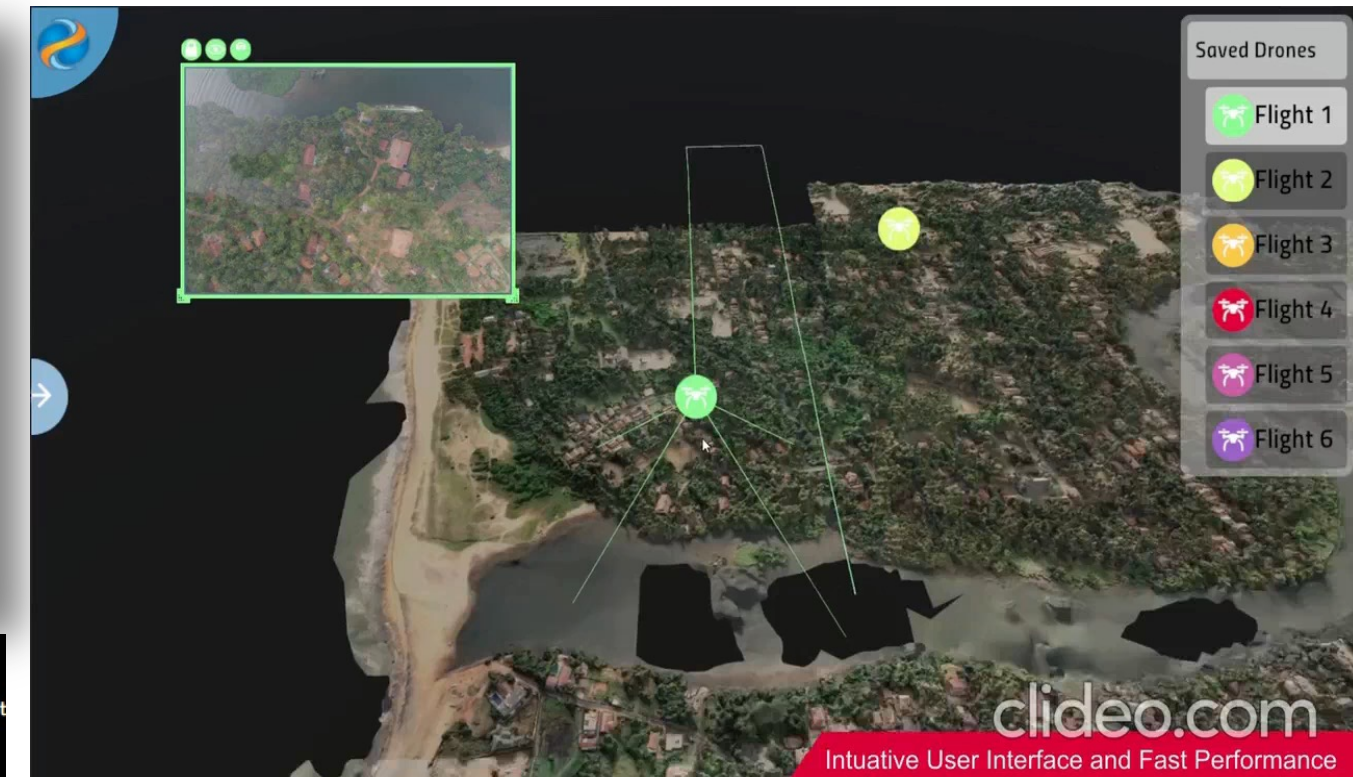 Saved Drones
Flight 1
Flight 2
Flight 3
Flight 4
Flight 5
Flight 6
clideo.com
Intuative User Interface and Fast Performance